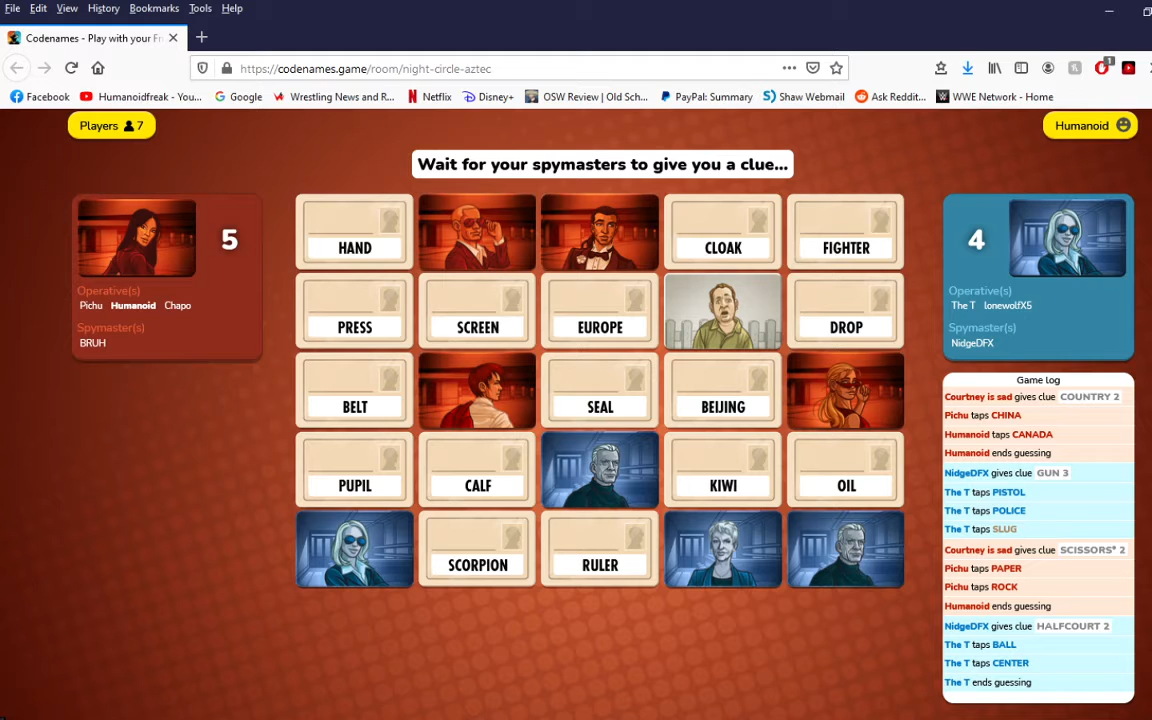 File Edit View History Bookmarks Tools Help
Codenames - Play with your Fr
https://codenames.game/room/night-circle-aztec
1
Facebook Humanoidfreak - You... Google Wrestling News and R... Netflix Disney+ OSW Review | Old Sch... PayPal: Summary Shaw Webmail Ask Reddit... WWE Network - Home
Players 7
Humanoid
Wait for your spymasters to give you a clue...
5
Operative(s)
Pichu Humanoid Chapo
Spymaster(s)
BRUH
HAND CLOAK FIGHTER
PRESS SCREEN EUROPE DROP
BELT SEAL BEIJING
PUPIL CALF KIWI OIL
SCORPION RULER
4
Operative(s)
The T lonewolfX5
Spymaster(s)
NidgeDFX
Game log
Courtney is sad gives clue COUNTRY 2
Pichu taps CHINA
Humanoid taps CANADA
Humanoid ends guessing
NidgeDFX gives clue GUN 3
The T taps PISTOL
The T taps POLICE
The T taps SLUG
Courtney is sad gives clue SCISSORS* 2
Pichu taps PAPER
Pichu taps ROCK
Humanoid ends guessing
NidgeDFX gives clue HALFCOURT 2
The T taps BALL
The T taps CENTER
The T ends guessing